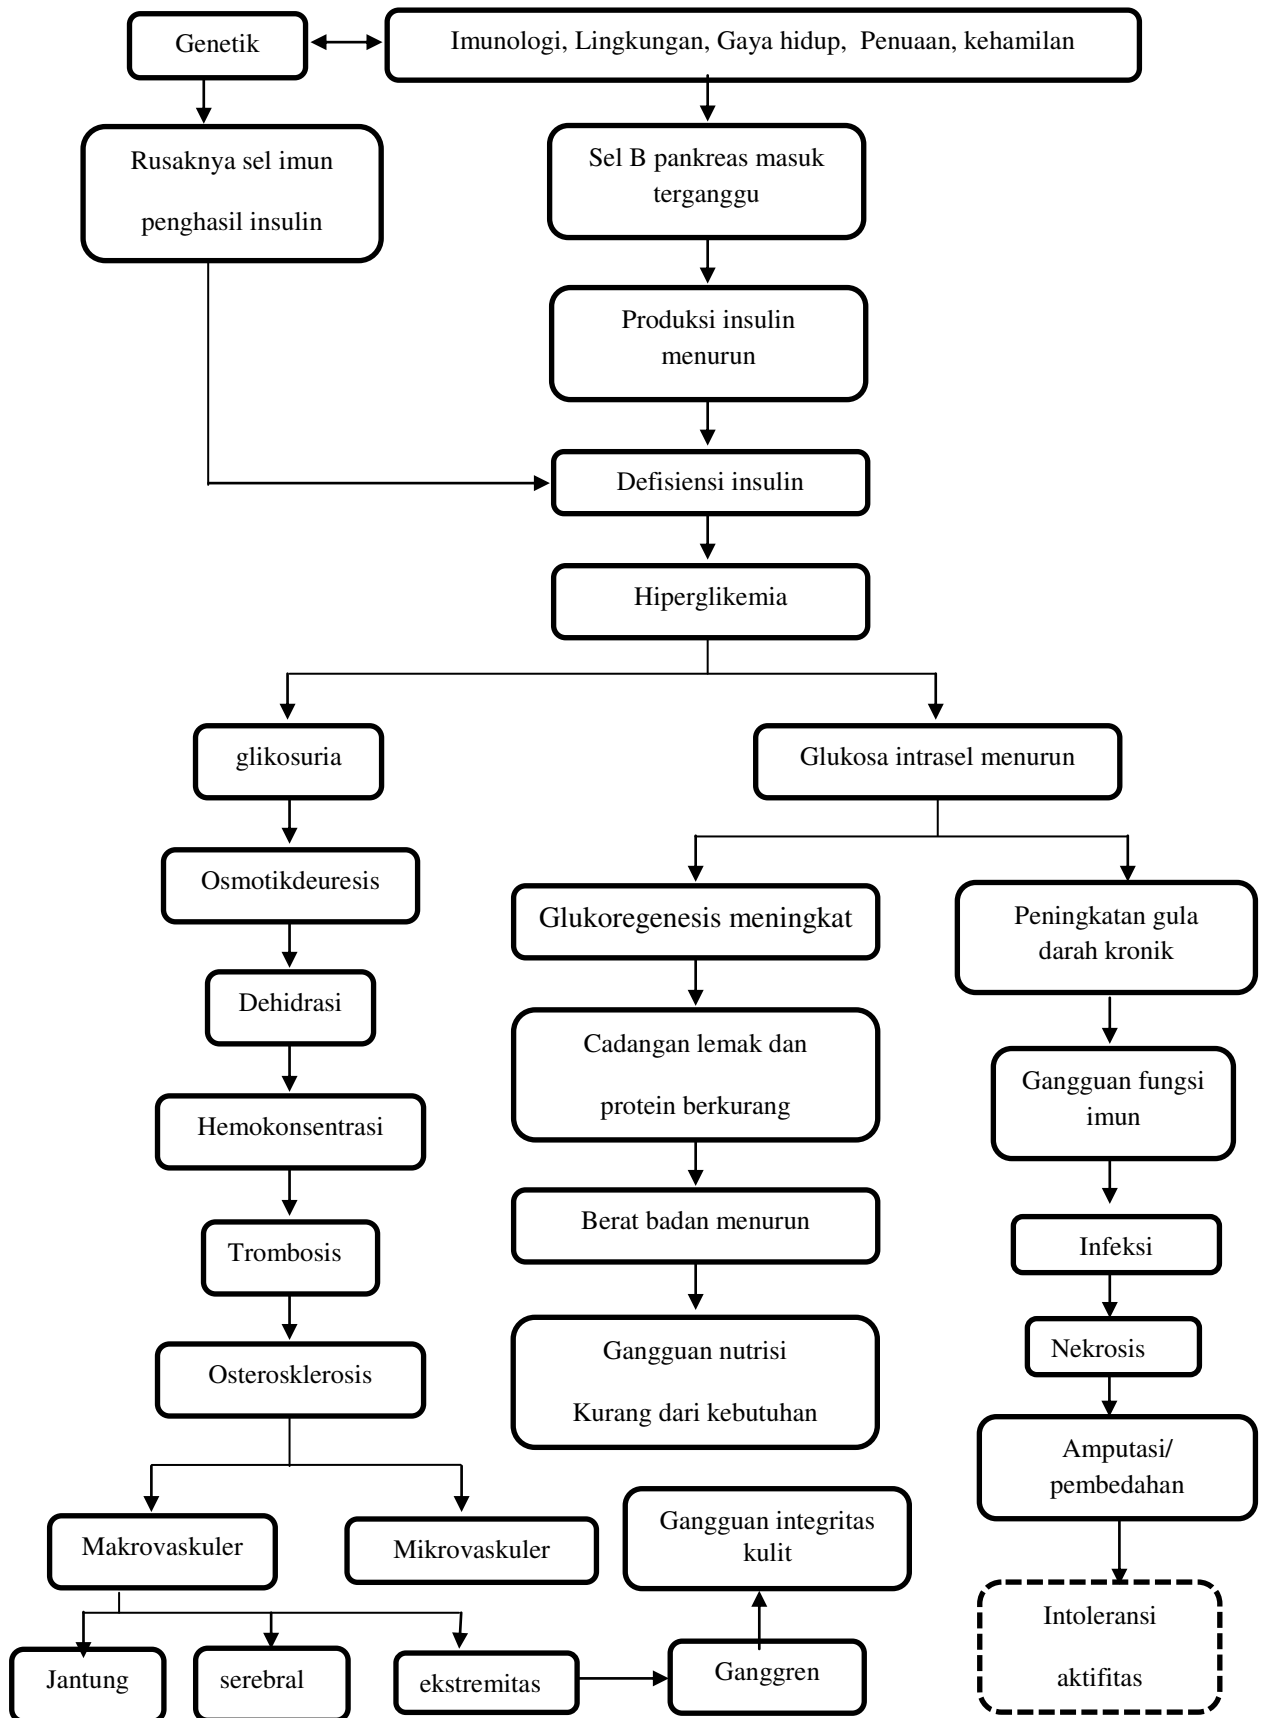 Genetik
Imunologi, Lingkungan, Gaya hidup, Penuaan, kehamilan
Rusaknya sel imun
penghasil insulin
Sel B pankreas masuk
terganggu
Produksi insulin
menurun
Defisiensi insulin
Hiperglikemia
glikosuria
Glukosa intrasel menurun
Osmotikdeuresis
Glukoregenesis meningkat
Peningkatan gula
darah kronik
Dehidrasi
Cadangan lemak dan
protein berkurang
Gangguan fungsi
imun
Hemokonsentrasi
Berat badan menurun
Infeksi
Trombosis
Gangguan nutrisi
Kurang dari kebutuhan
Nekrosis
Osterosklerosis
Amputasi/
pembedahan
Makrovaskuler
Mikrovaskuler
Gangguan integritas
kulit
Intoleransi
aktifitas
Jantung
serebral
ekstremitas
Ganggren